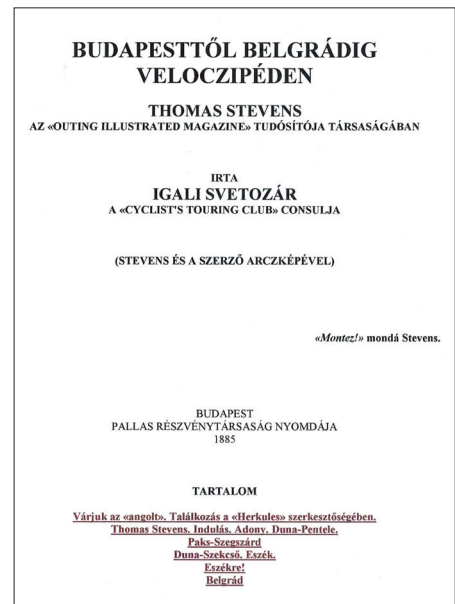 BUDAPESTTŐL BELGRÁDIG
VELOCZIPÉDEN
THOMAS STEVENS
AZ «OUTING ILLUSTRATED MAGAZINE» TUDÓSÍTÓJA TÁRSASÁGÁBAN
IRTA
IGALI SVETOZÁR
A «CYCLIST'S TOURING CLUB» CONSULJA
(STEVENS ÉS A SZERZŐ ARCZKÉPÉVEL)
«Montez!» mondá Stevens.
BUDAPEST
PALLAS RÉSZVÉNYTÁRSASÁG NYOMDÁJA
1885
TARTALOM
Várjuk az «angolt». Találkozás a «Herkules» szerkesztőségében.
Thomas Stevens. Indulás. Adony. Duna-Pentele.
Paks-Szegszárd
Duna-Szekcső. Eszék.
Eszékre!
Belgrád